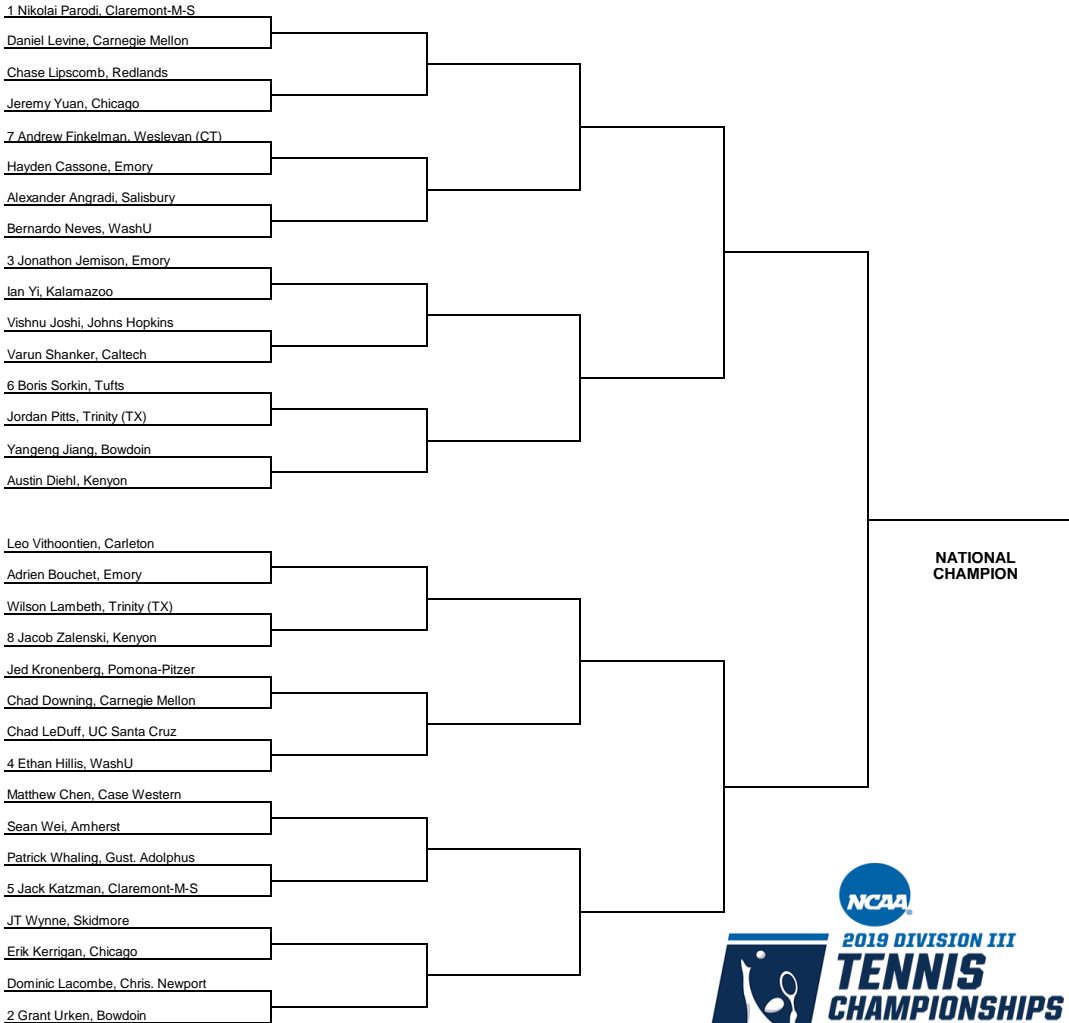 1 Nikolai Parodi, Claremont-M-S
Daniel Levine, Carnegie Mellon
Chase Lipscomb, Redlands
Jeremy Yuan, Chicago
7 Andrew Finkelman, Wesleyan (CT)
Hayden Cassone, Emory
Alexander Angradi, Salisbury
Bernardo Neves, WashU
3 Jonathon Jemison, Emory
Ian Yi, Kalamazoo
Vishnu Joshi, Johns Hopkins
Varun Shanker, Caltech
6 Boris Sorkin, Tufts
Jordan Pitts, Trinity (TX)
Yangeng Jiang, Bowdoin
Austin Diehl, Kenyon
Leo Vithoontien, Carleton
Adrien Bouchet, Emory
Wilson Lambeth, Trinity (TX)
8 Jacob Zalenski, Kenyon
Jed Kronenberg, Pomona-Pitzer
Chad Downing, Carnegie Mellon
Chad LeDuff, UC Santa Cruz
4 Ethan Hillis, WashU
Matthew Chen, Case Western
Sean Wei, Amherst
Patrick Whaling, Gust. Adolphus
5 Jack Katzman, Claremont-M-S
JT Wynne, Skidmore
Erik Kerrigan, Chicago
Dominic Lacombe, Chris. Newport
2 Grant Urken, Bowdoin
NATIONAL
CHAMPION
NCAA®
2019 DIVISION III
TENNIS
CHAMPIONSHIPS